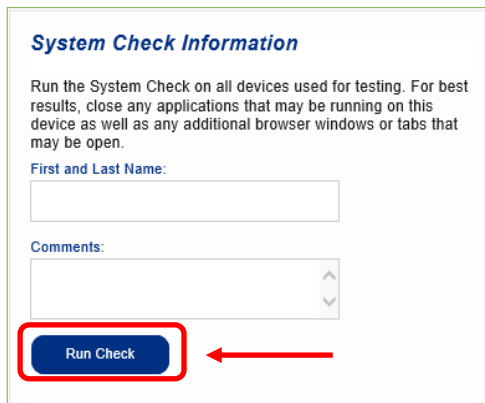 System Check Information
Run the System Check on all devices used for testing. For best
results, close any applications that may be running on this
device as well as any additional browser windows or tabs that
may be open.
First and Last Name:
Comments:
Run Check